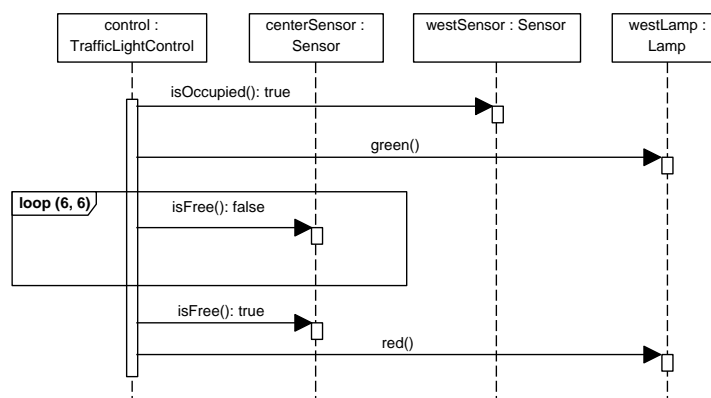 control :
TrafficLightControl
centerSensor :
Sensor
westSensor : Sensor
westLamp :
Lamp
isOccupied(): true
green()
loop (6, 6)
isFree(): false
isFree(): true
red()